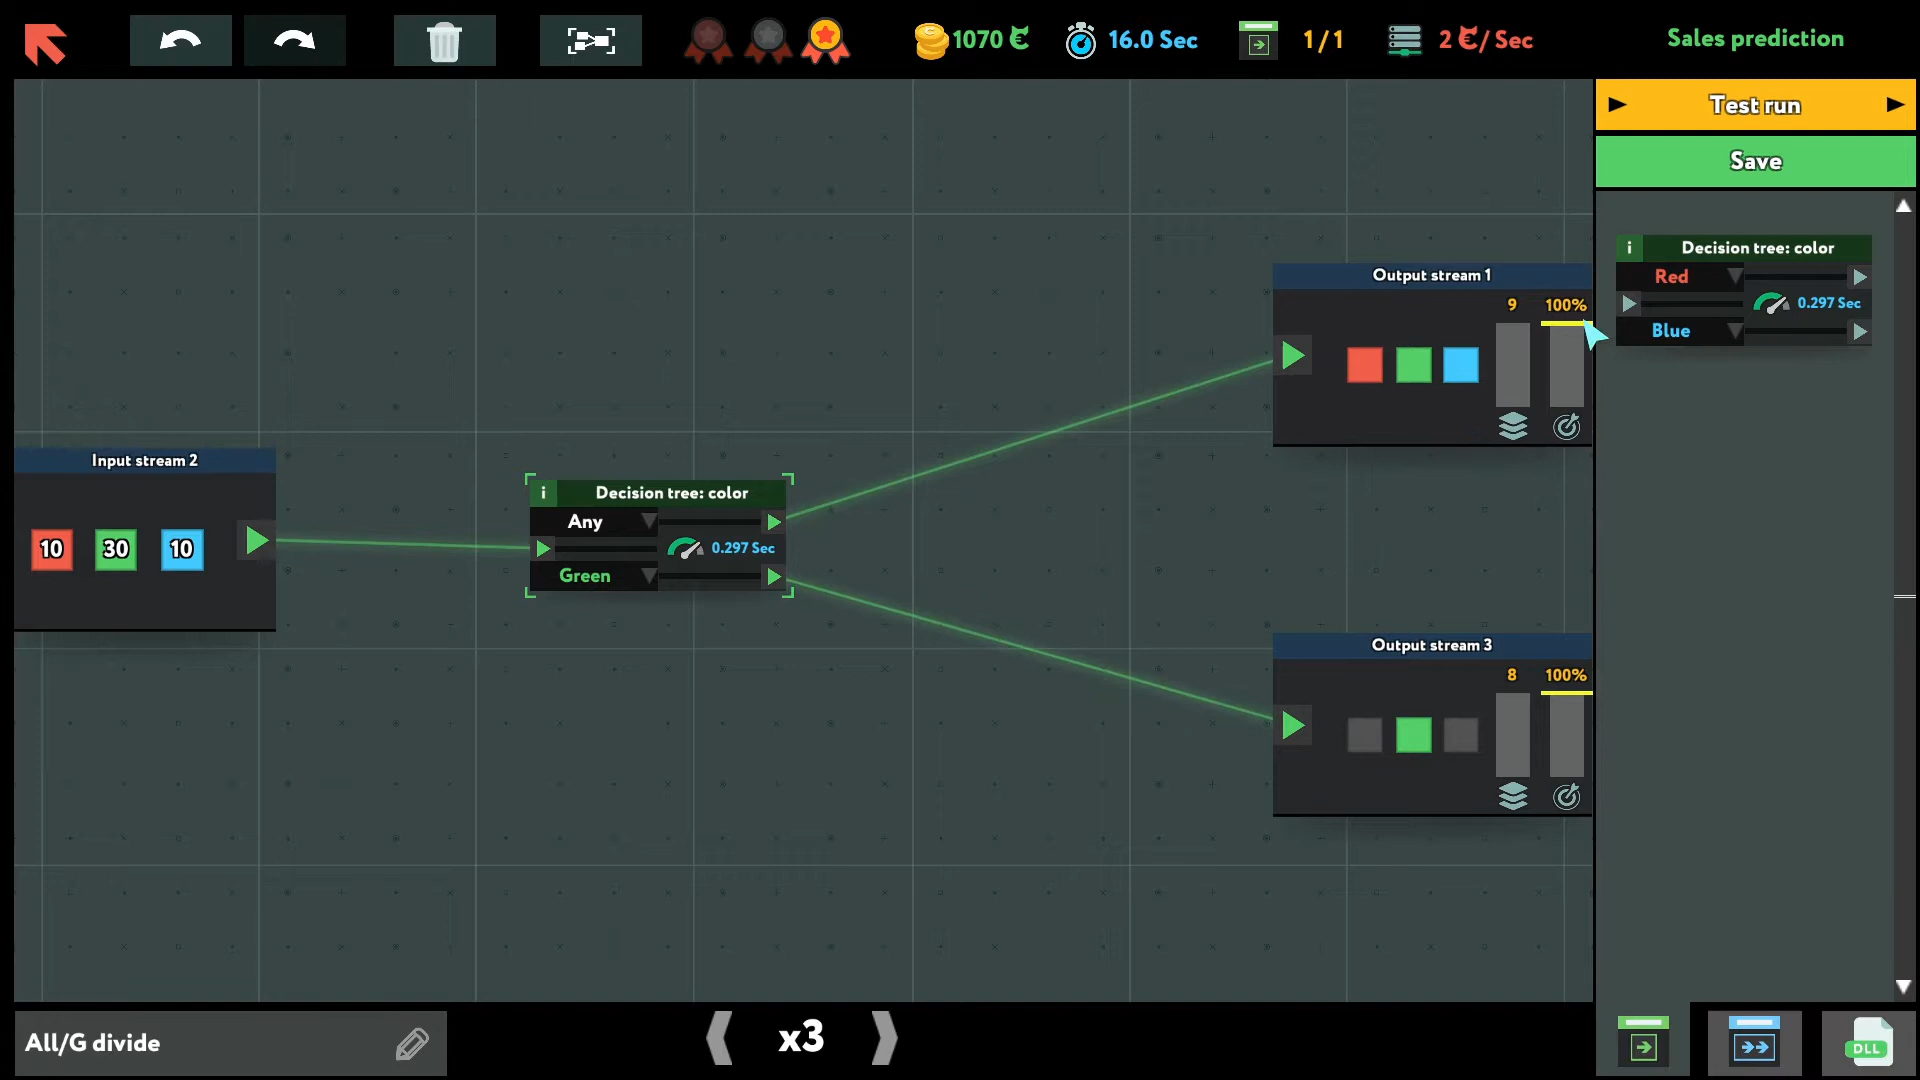 1070
16.0 Sec
1/1
2 / Sec
Sales prediction
Test run
Save
i Decision tree: color
Red
0.297 Sec
Blue
Output stream 1
9 100%
Input stream 2
10 30 10
i Decision tree: color
Any
0.297 Sec
Green
Output stream 3
8 100%
All/G divide
x3
DLL